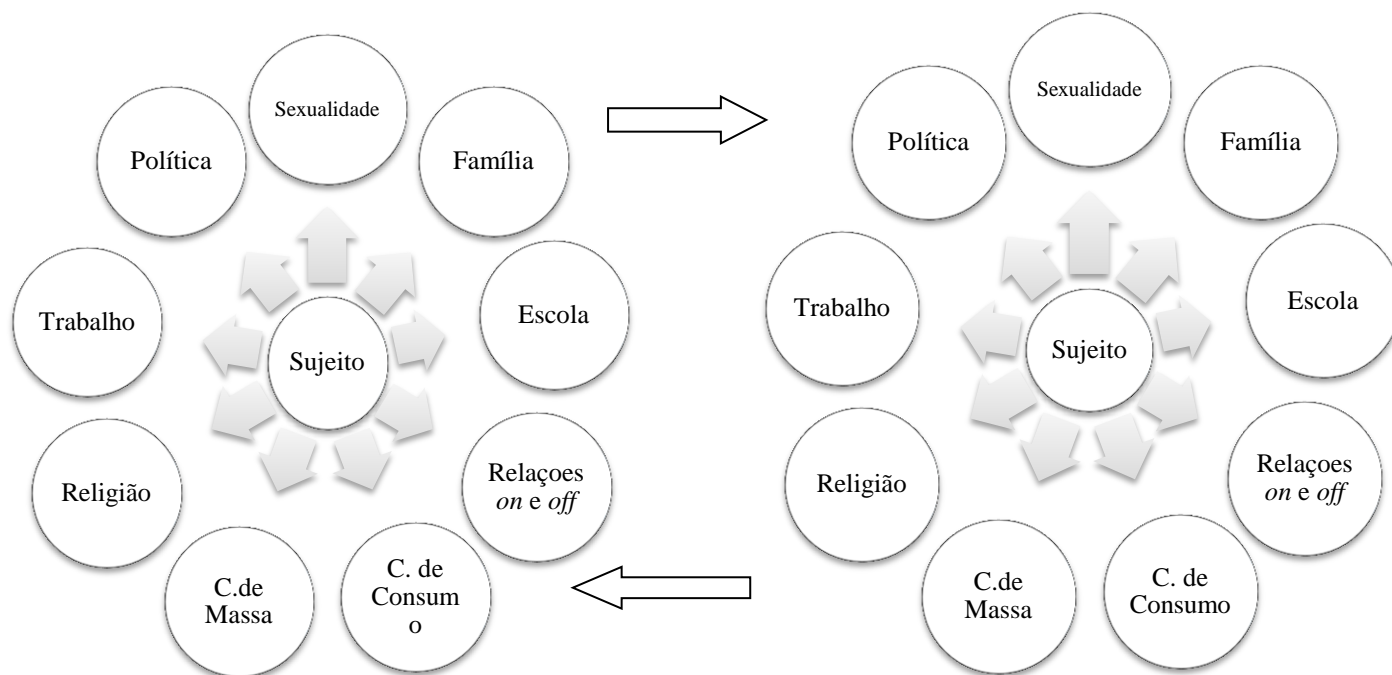 Sexualidade
Política
Família
Trabalho
Escola
Sujeito
Religião
Relaçoes
on e off
C.de
Massa
C. de
Consum
o
Sexualidade
Política
Família
Trabalho
Escola
Sujeito
Religião
Relaçoes
on e off
C.de
Massa
C. de
Consumo